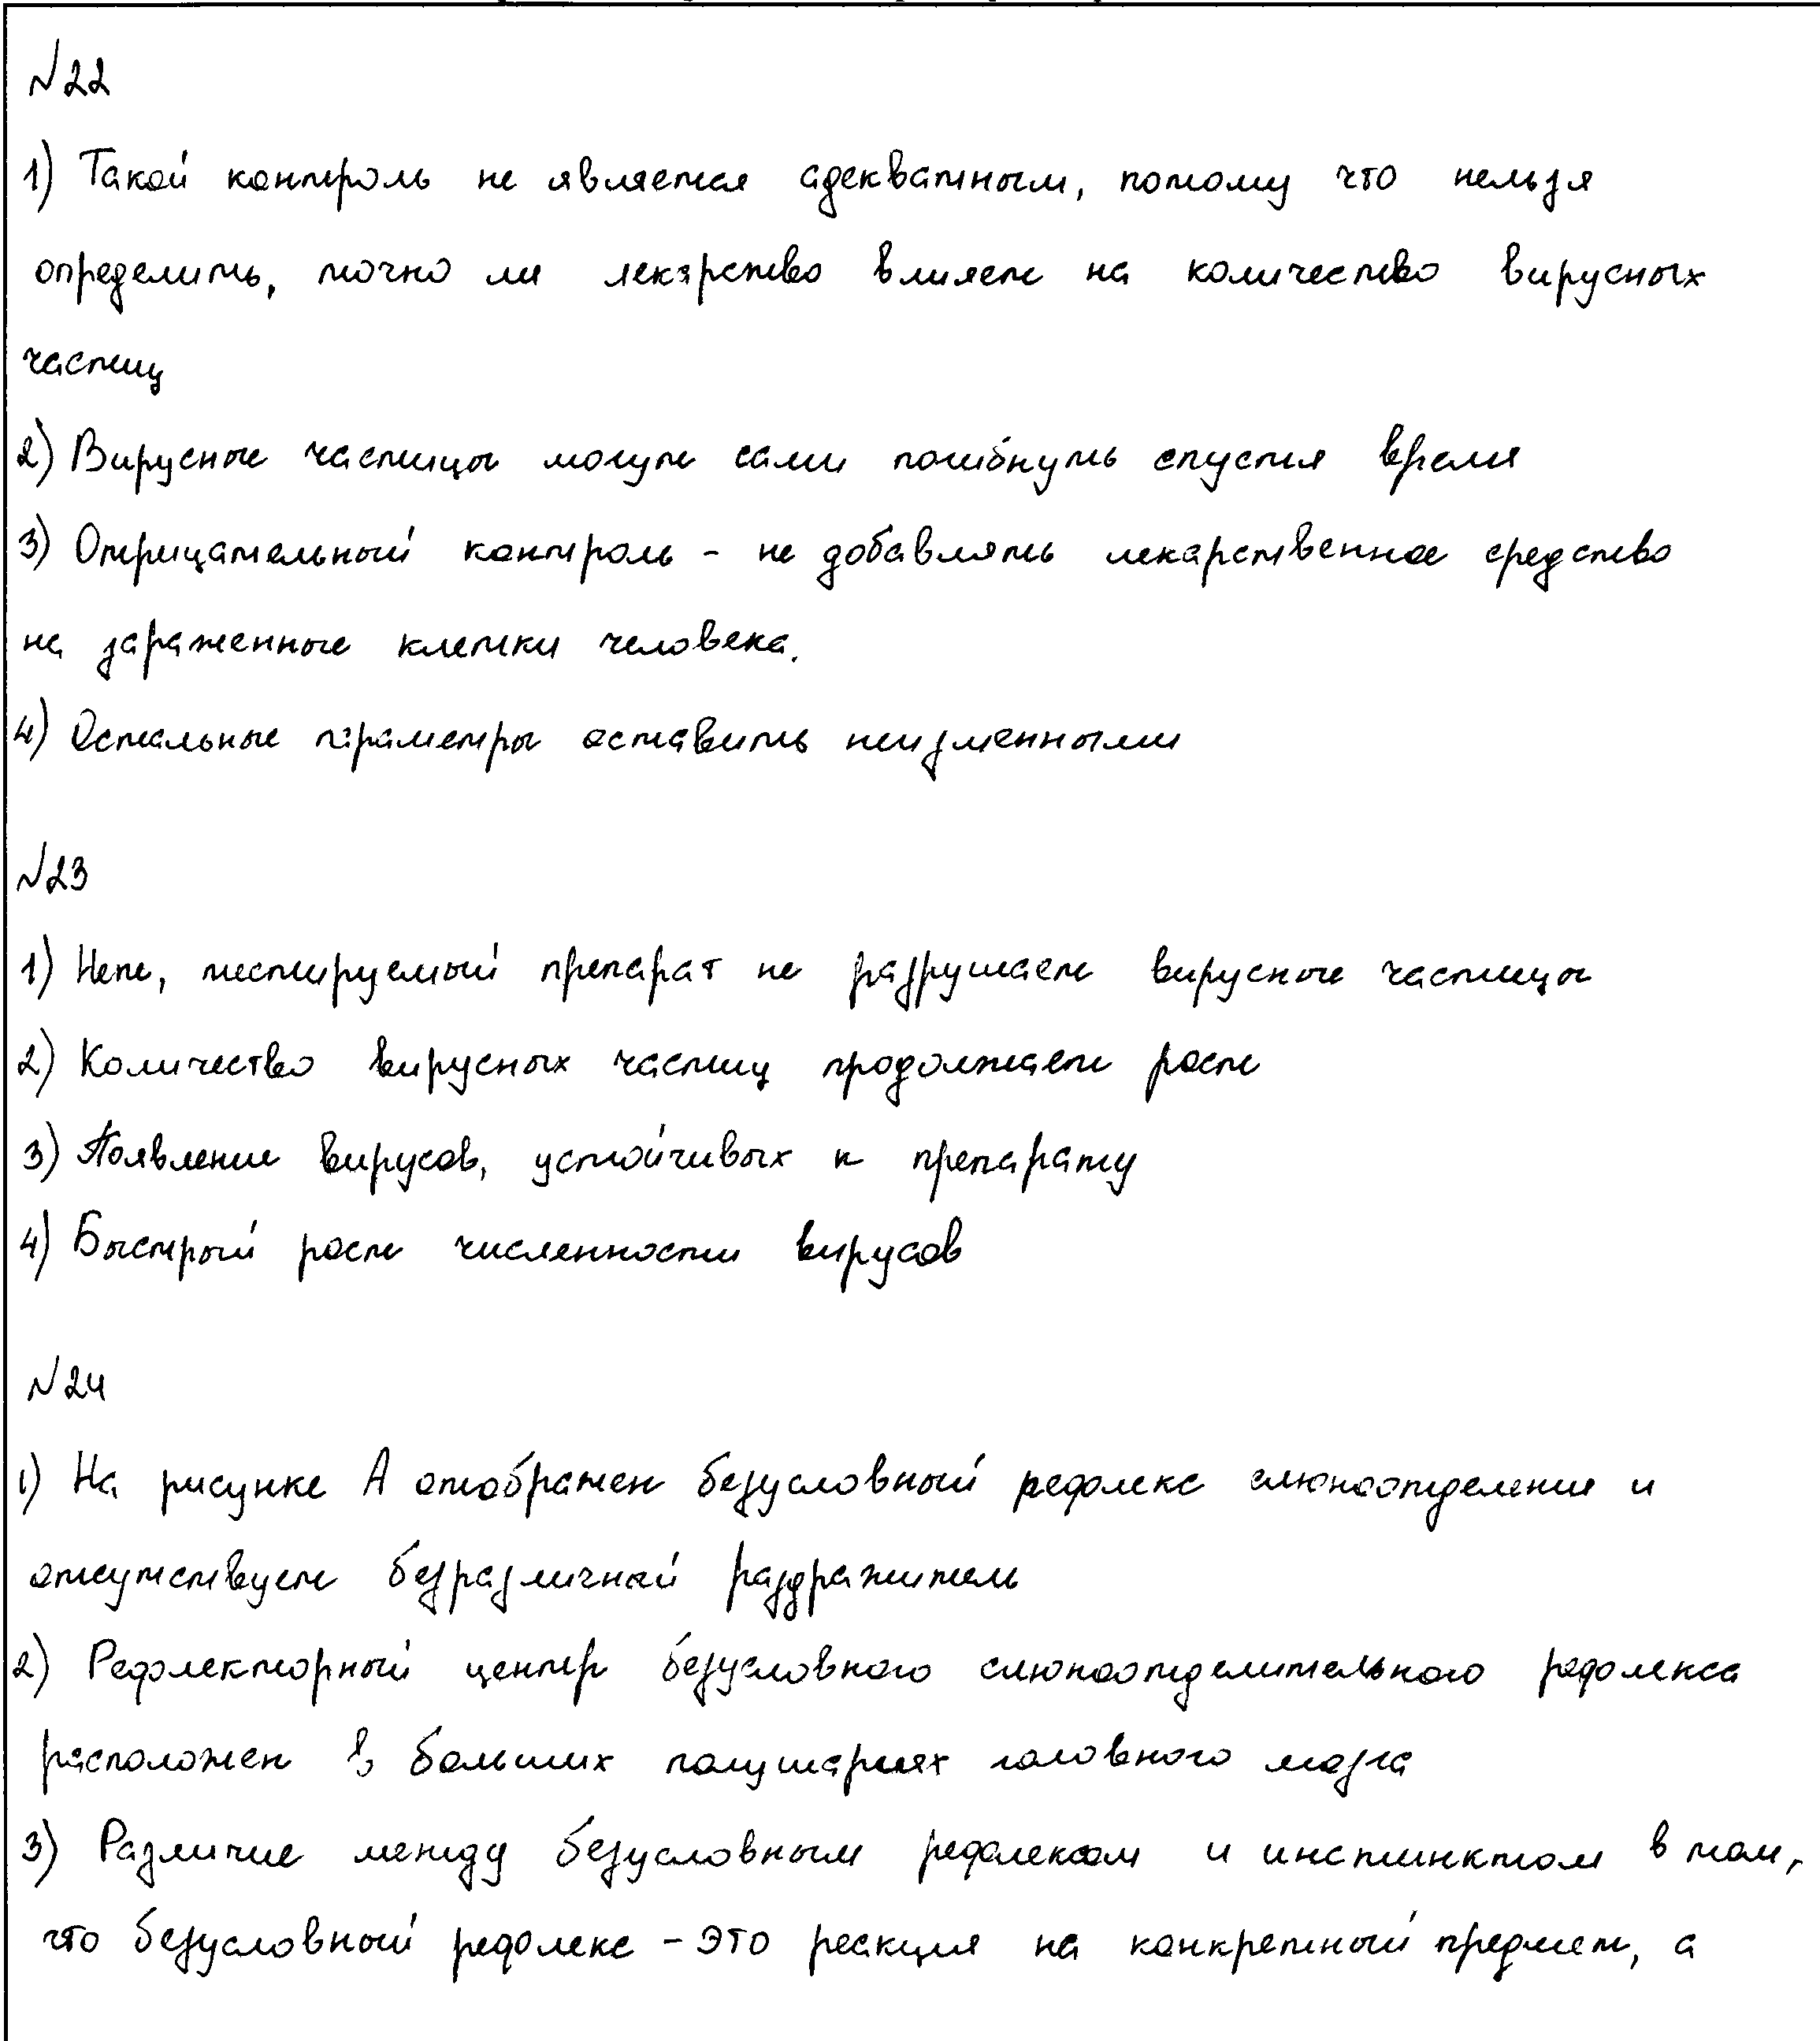 №22
1) Такой контроль не является адекватным, потому что нельзя
определить, точно ли лекарство влияет на количество вирусных
частиц
2) Вирусные частицы могут сами погибнуть спустя время
3) Отрицательный контроль - не добавлять лекарственное средство
на зараженные клетки человека.
4) Остальные параметры оставить неизменными
№23
1) Нет, тестируемый препарат не разрушает вирусные частицы
2) Количество вирусных частиц продолжает расти
3) Появление вирусов, устойчивых к препарату
4) Быстрый рост численности вирусов
№24
1) На рисунке А отображен безусловный рефлекс слюноотделения и
отсутствует безразличный раздражитель
2) Рефлекторный центр безусловного слюноотделительного рефлекса
расположен в больших полушариях головного мозга
3) Различие между безусловным рефлексом и инстинктом в том,
что безусловный рефлекс - это реакция на конкретный предмет, а